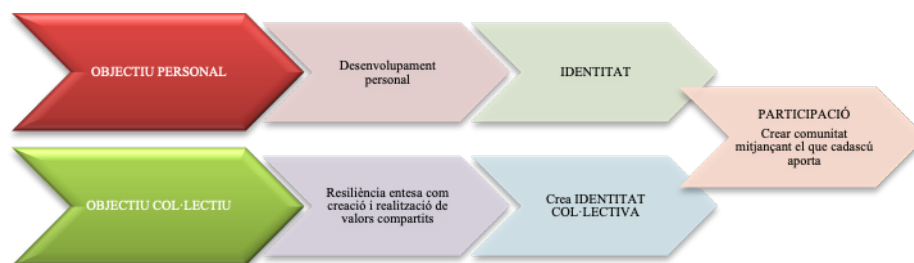 OBJECTIU PERSONAL
Desenvolupament
personal
IDENTITAT
PARTICIPACIÓ
Crear comunitat
mitjançant el que cadascú
aporta
OBJECTIU COL·LECTIU
Resiliència entesa com
creació i realització de
valors compartits
Crea IDENTITAT
COL·LECTIVA